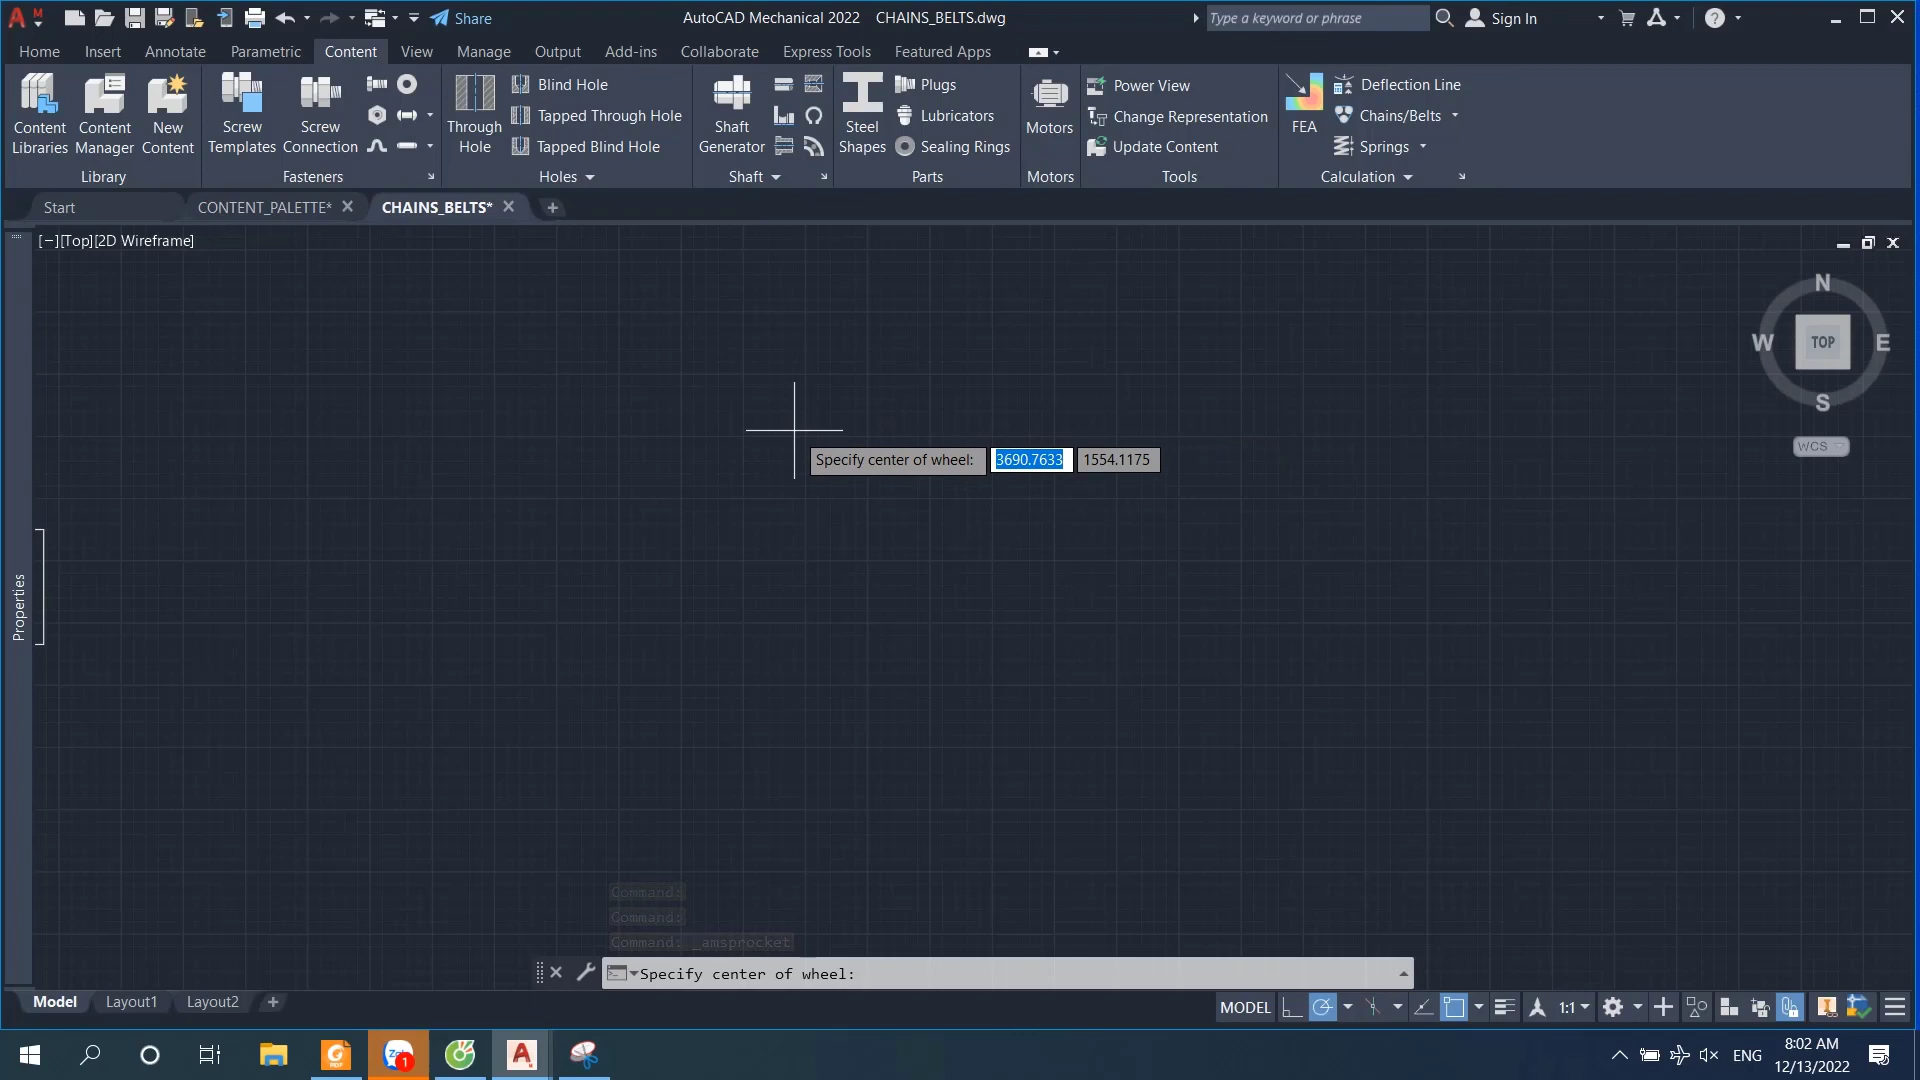 Share
AutoCAD Mechanical 2022 CHAINS_BELTS.dwg
Type a keyword or phrase
Sign In
Home Insert Annotate Parametric Content View Manage Output Add-ins Collaborate Express Tools Featured Apps
Content Libraries
Content Manager
New Content
Library
Screw Templates
Screw Connection
Fasteners
Through Hole
Blind Hole
Tapped Through Hole
Tapped Blind Hole
Holes
Shaft Generator
Shaft
Steel Shapes
Plugs
Lubricators
Sealing Rings
Parts
Motors
Motors
Power View
Change Representation
Update Content
Tools
FEA
Deflection Line
Chains/Belts
Springs
Calculation
Start CONTENT_PALETTE* CHAINS_BELTS*
[−][Top][2D Wireframe]
N
W TOP E
S
WCS
Specify center of wheel: 3690.7633 1554.1175
Properties
Command:
Command:
Command: _amsprocket
Specify center of wheel:
Model Layout1 Layout2
MODEL 1:1
1
ENG
8:02 AM
12/13/2022